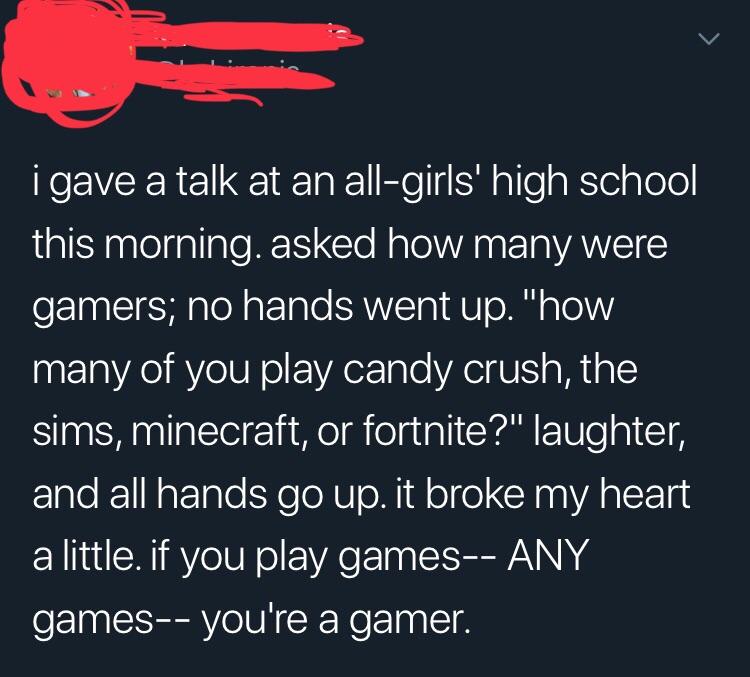 i gave a talk at an all-girls' high school
this morning. asked how many were
gamers; no hands went up. "how
many of you play candy crush, the
sims, minecraft, or fortnite?" laughter,
and all hands go up. it broke my heart
a little. if you play games-- ANY
games-- you're a gamer.